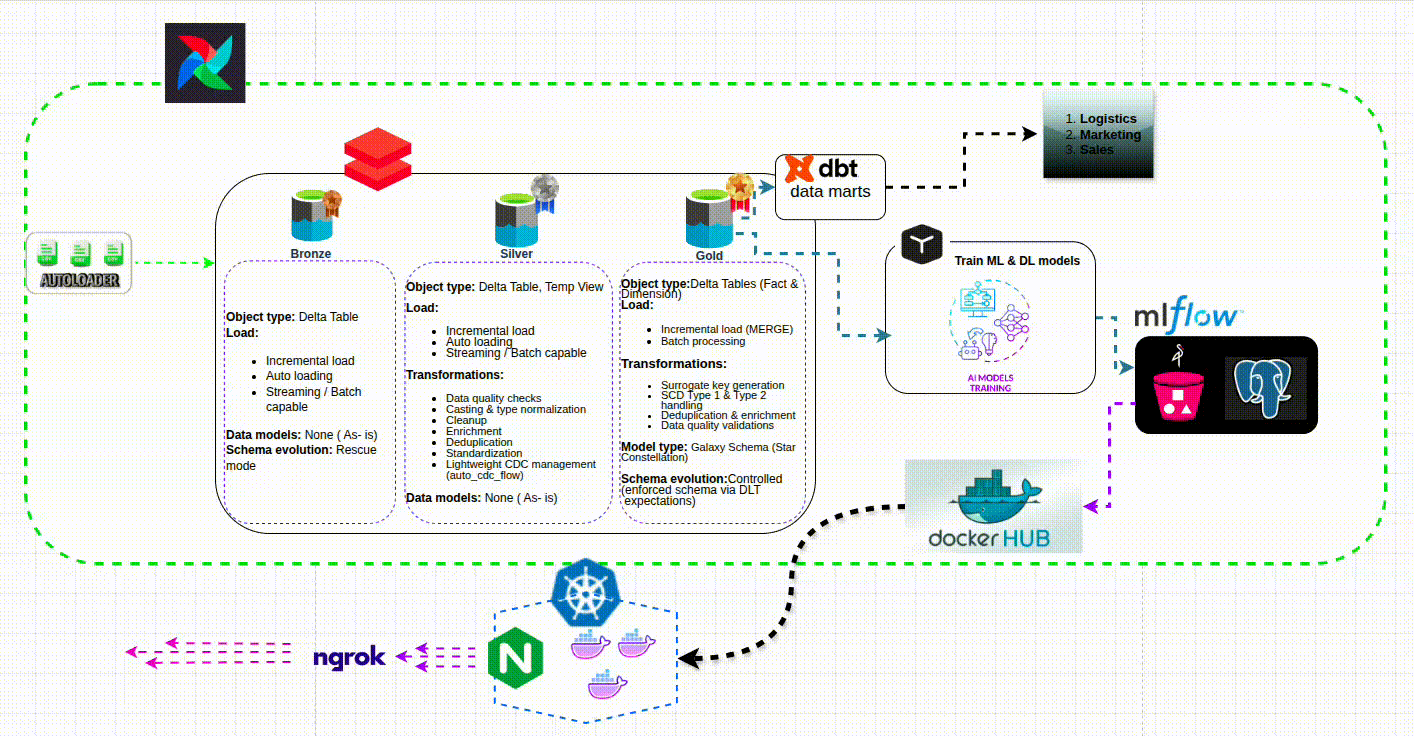 dbt
data marts
1. Logistics
2. Marketing
3. Sales
CSV CSV CSV
AUTOLOADER
Bronze
Object type: Delta Table
Load:
Incremental load
Auto loading
Streaming / Batch
capable
Data models: None ( As- is)
Schema evolution: Rescue
mode
Silver
Object type: Delta Table, Temp View
Load:
Incremental load
Auto loading
Streaming / Batch capable
Transformations:
Data quality checks
Casting & type normalization
Cleanup
Enrichment
Deduplication
Standardization
Lightweight CDC management
(auto_cdc_flow)
Data models: None ( As- is)
Gold
Object type:Delta Tables (Fact &
Dimension)
Load:
Incremental load (MERGE)
Batch processing
Transformations:
Surrogate key generation
SCD Type 1 & Type 2
handling
Deduplication & enrichment
Data quality validations
Model type: Galaxy Schema (Star
Constellation)
Schema evolution:Controlled
(enforced schema via DLT
expectations)
Train ML & DL models
AI MODELS
TRAINING
mlflow
docker HUB
N
ngrok